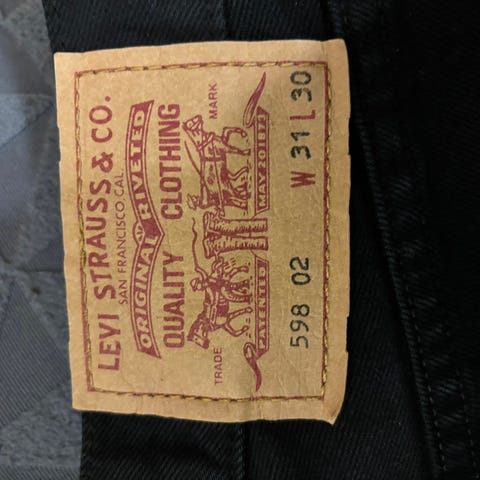 LEVI STRAUSS & CO.
SAN FRANCISCO CAL.
ORIGINAL RIVETED
QUALITY CLOTHING
TRADE MARK
PATENTED MAY 20 1873
598 02 W 31 L 30